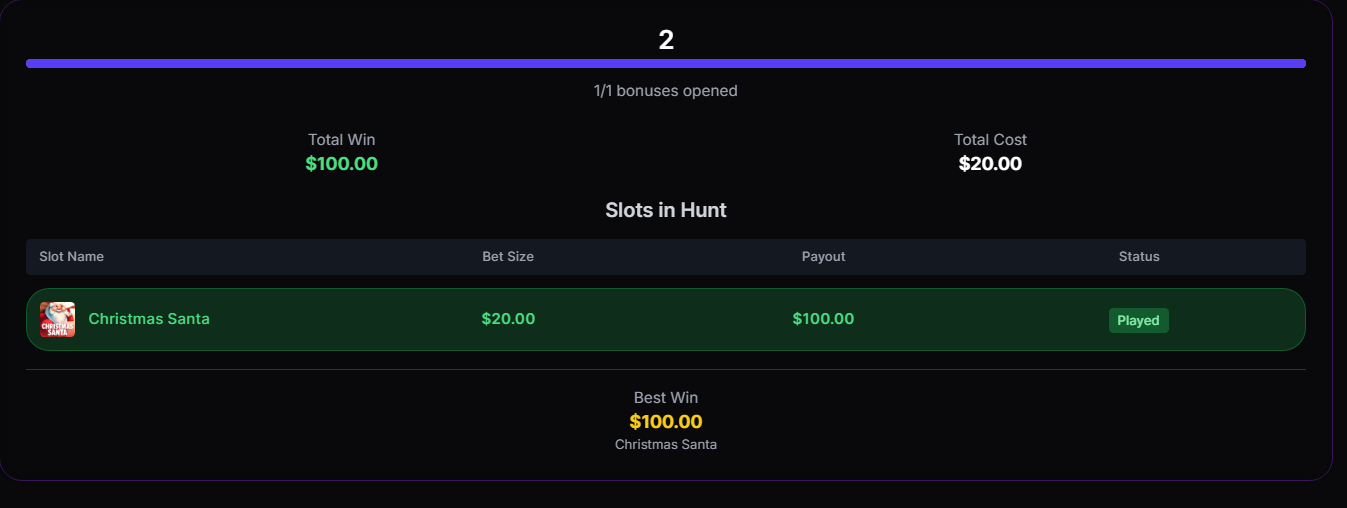 2
1/1 bonuses opened
Total Win Total Cost
$100.00 $20.00
Slots in Hunt
Slot Name Bet Size Payout Status
CHRISTMAS
SANTA
Christmas Santa $20.00 $100.00 Played
Best Win
$100.00
Christmas Santa